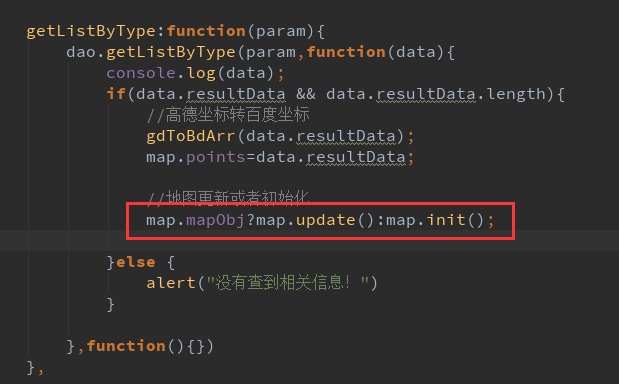 getListByType:function(param){
dao.getListByType(param,function(data){
console.log(data);
if(data.resultData && data.resultData.length){
//高德坐标转百度坐标
gdToBdArr(data.resultData);
map.points=data.resultData;
//地图更新或者初始化
map.mapObj?map.update():map.init();
}else {
alert("没有查到相关信息！")
}
},function(){})
},